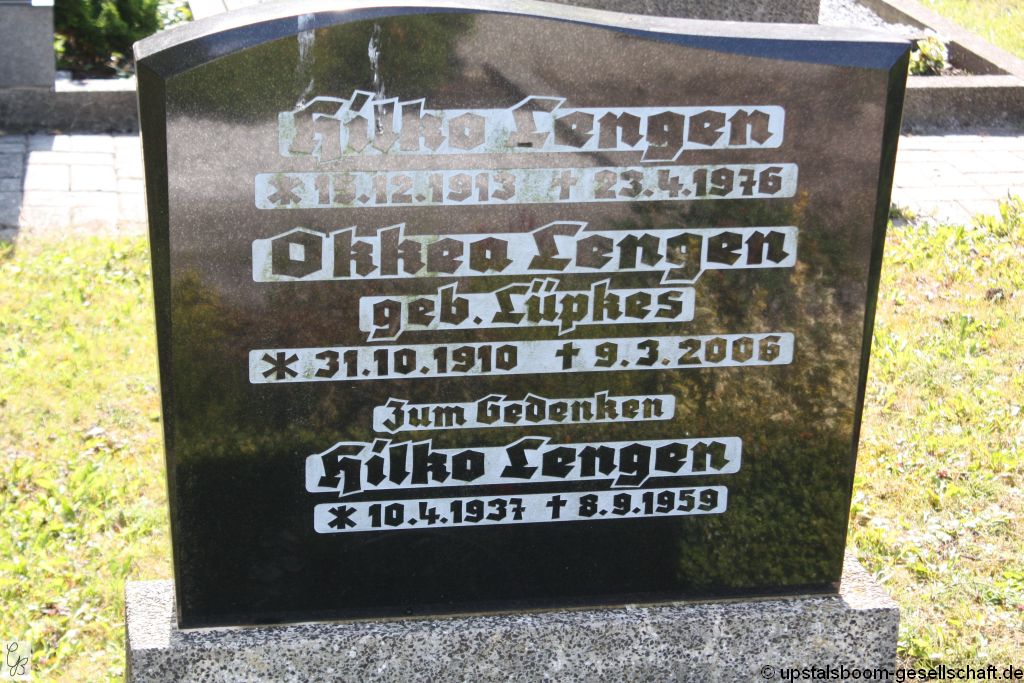 Hilko Lengen
* 13.12.1913 † 23.4.1976
Okkea Lengen
geb. Lüpkes
* 31.10.1910 † 9.3.2006
Zum Gedenken
Hilko Lengen
* 10.4.1937 † 8.9.1959
GB
© upstalsboom-gesellschaft.de